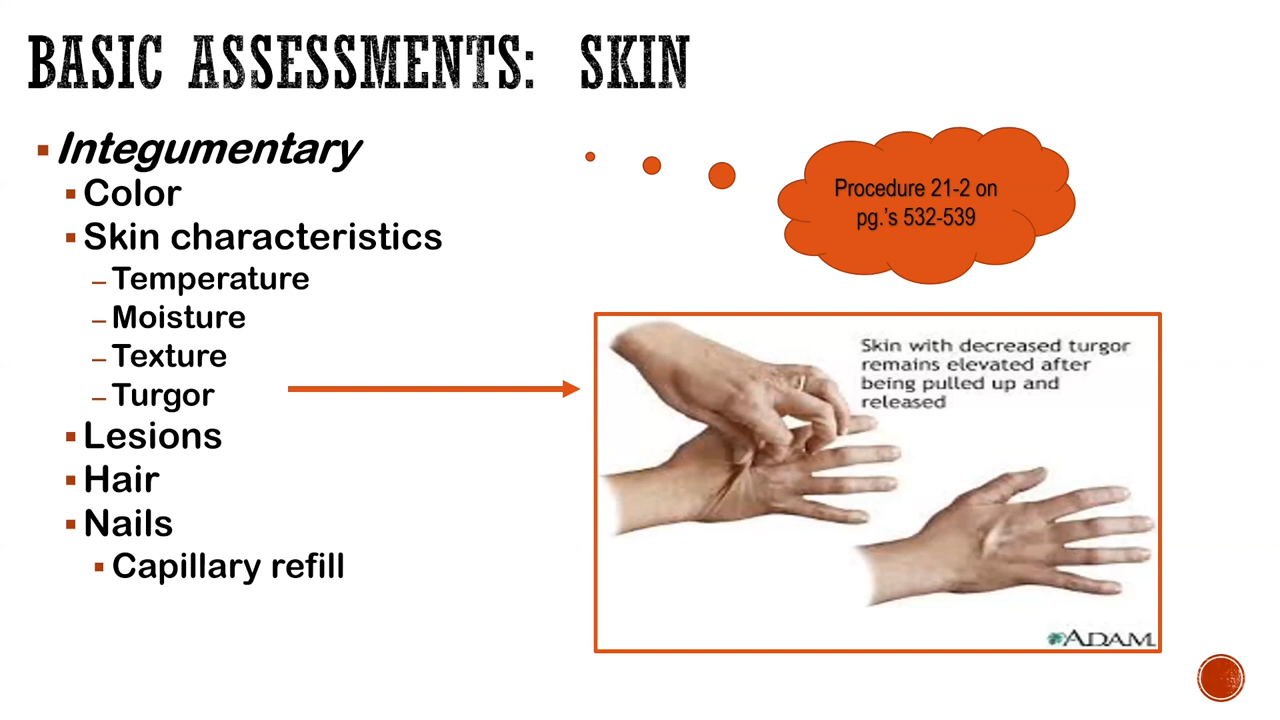 BASIC ASSESSMENTS: SKIN
Integumentary
Color
Skin characteristics
Temperature
Moisture
Texture
Turgor
Lesions
Hair
Nails
Capillary refill
Procedure 21-2 on
pg.'s 532-539
Skin with decreased turgor
remains elevated after
being pulled up and
released
ADAM.